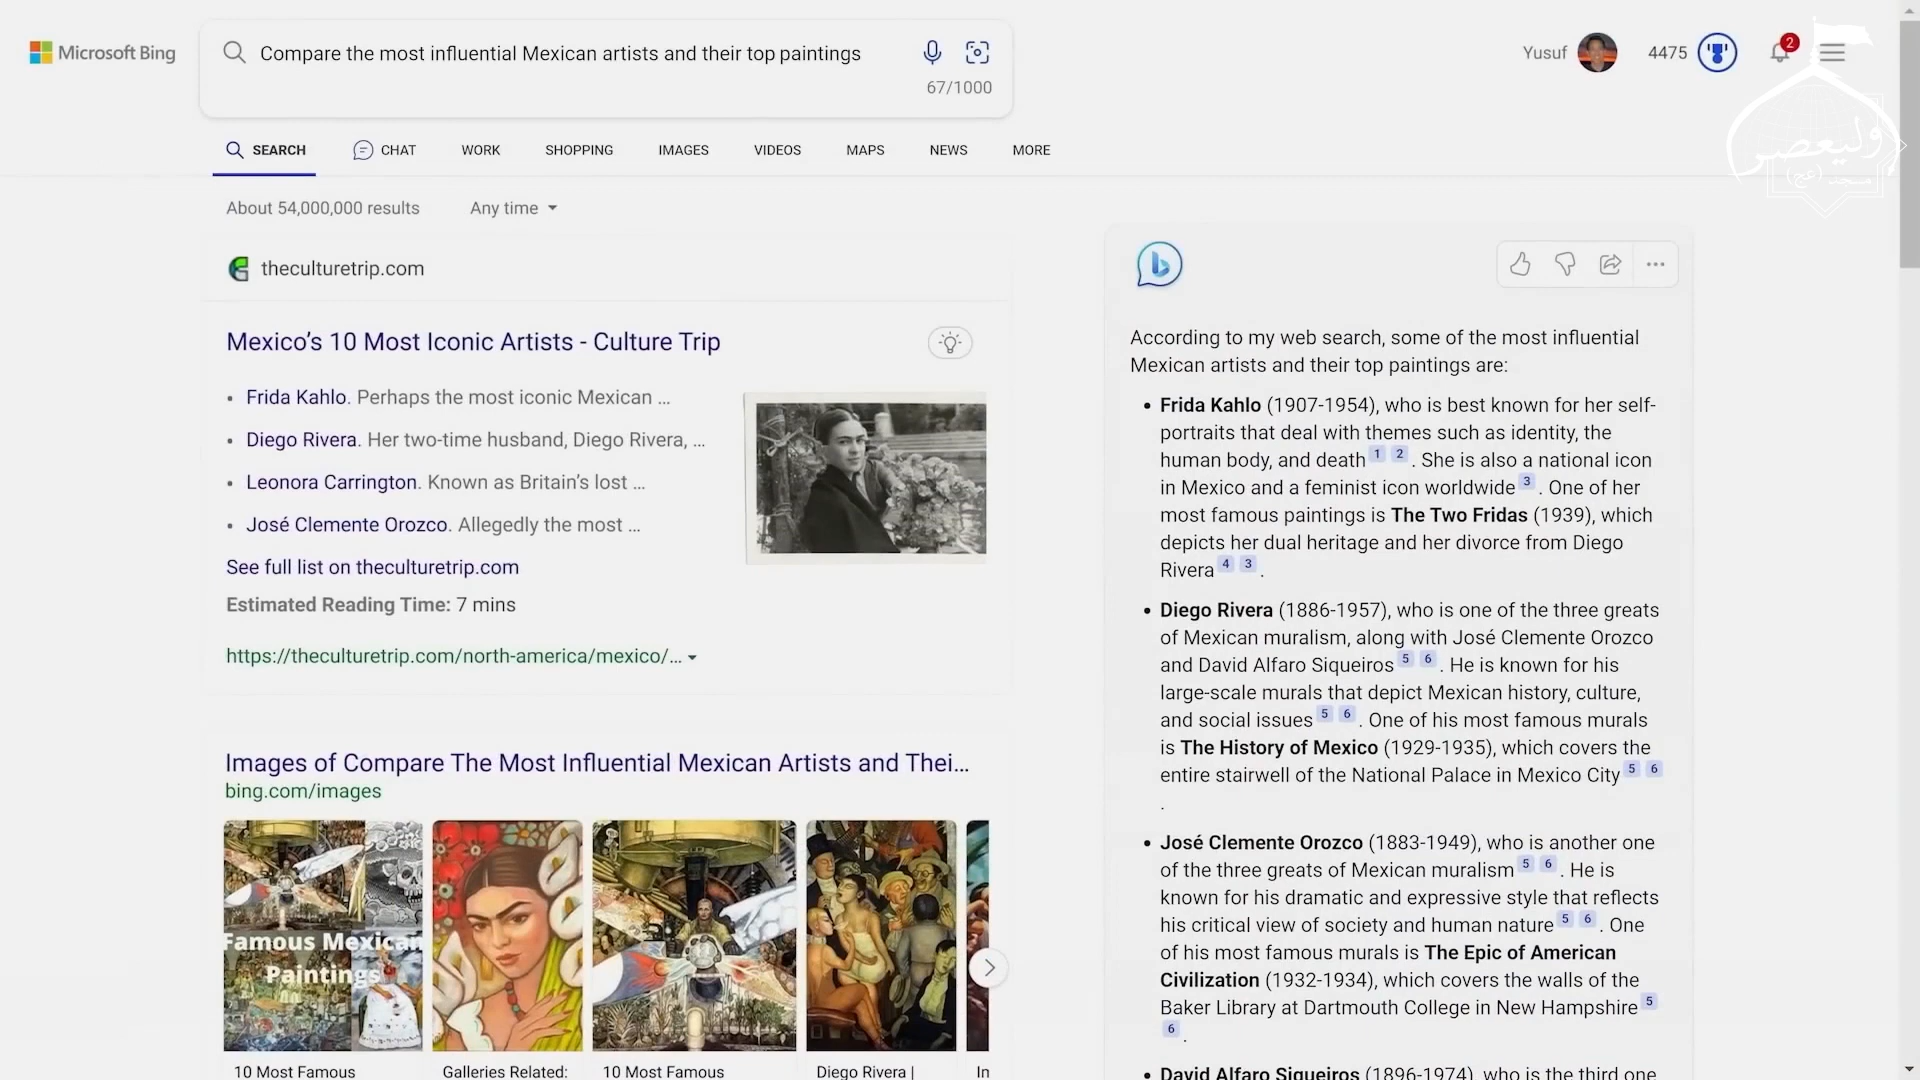 Microsoft Bing
Compare the most influential Mexican artists and their top paintings
67/1000
Yusuf
4475
2
SEARCH
CHAT
WORK
SHOPPING
IMAGES
VIDEOS
MAPS
NEWS
MORE
ولیعصر
مسجد (عج)
About 54,000,000 results
Any time
theculturetrip.com
Mexico’s 10 Most Iconic Artists - Culture Trip
Frida Kahlo. Perhaps the most iconic Mexican ...
Diego Rivera. Her two-time husband, Diego Rivera, ...
Leonora Carrington. Known as Britain’s lost ...
José Clemente Orozco. Allegedly the most ...
See full list on theculturetrip.com
Estimated Reading Time: 7 mins
https://theculturetrip.com/north-america/mexico/...
Images of Compare The Most Influential Mexican Artists and Thei...
bing.com/images
Famous Mexican
Paintings
10 Most Famous
Galleries Related:
10 Most Famous
Diego Rivera |
In
According to my web search, some of the most influential
Mexican artists and their top paintings are:
Frida Kahlo (1907-1954), who is best known for her self-
portraits that deal with themes such as identity, the
human body, and death 1 2 . She is also a national icon
in Mexico and a feminist icon worldwide 3 . One of her
most famous paintings is The Two Fridas (1939), which
depicts her dual heritage and her divorce from Diego
Rivera 4 3 .
Diego Rivera (1886-1957), who is one of the three greats
of Mexican muralism, along with José Clemente Orozco
and David Alfaro Siqueiros 5 6 . He is known for his
large-scale murals that depict Mexican history, culture,
and social issues 5 6 . One of his most famous murals
is The History of Mexico (1929-1935), which covers the
entire stairwell of the National Palace in Mexico City 5 6
.
José Clemente Orozco (1883-1949), who is another one
of the three greats of Mexican muralism 5 6 . He is
known for his dramatic and expressive style that reflects
his critical view of society and human nature 5 6 . One
of his most famous murals is The Epic of American
Civilization (1932-1934), which covers the walls of the
Baker Library at Dartmouth College in New Hampshire 5
6 .
David Alfaro Siqueiros (1896-1974), who is the third one